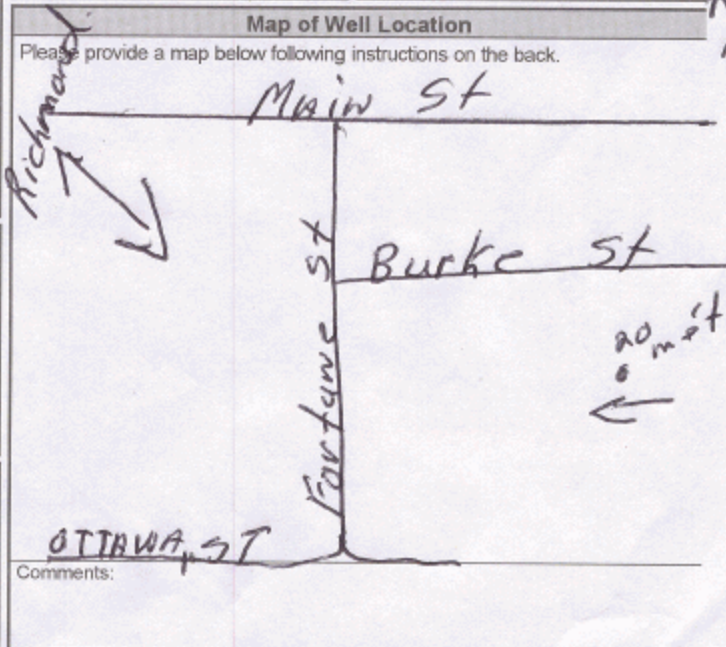 Map of Well Location
Please provide a map below following instructions on the back.
Richmond
Main St
Burke St
Fortune St
20 met
OTTAWA, ST
Comments: